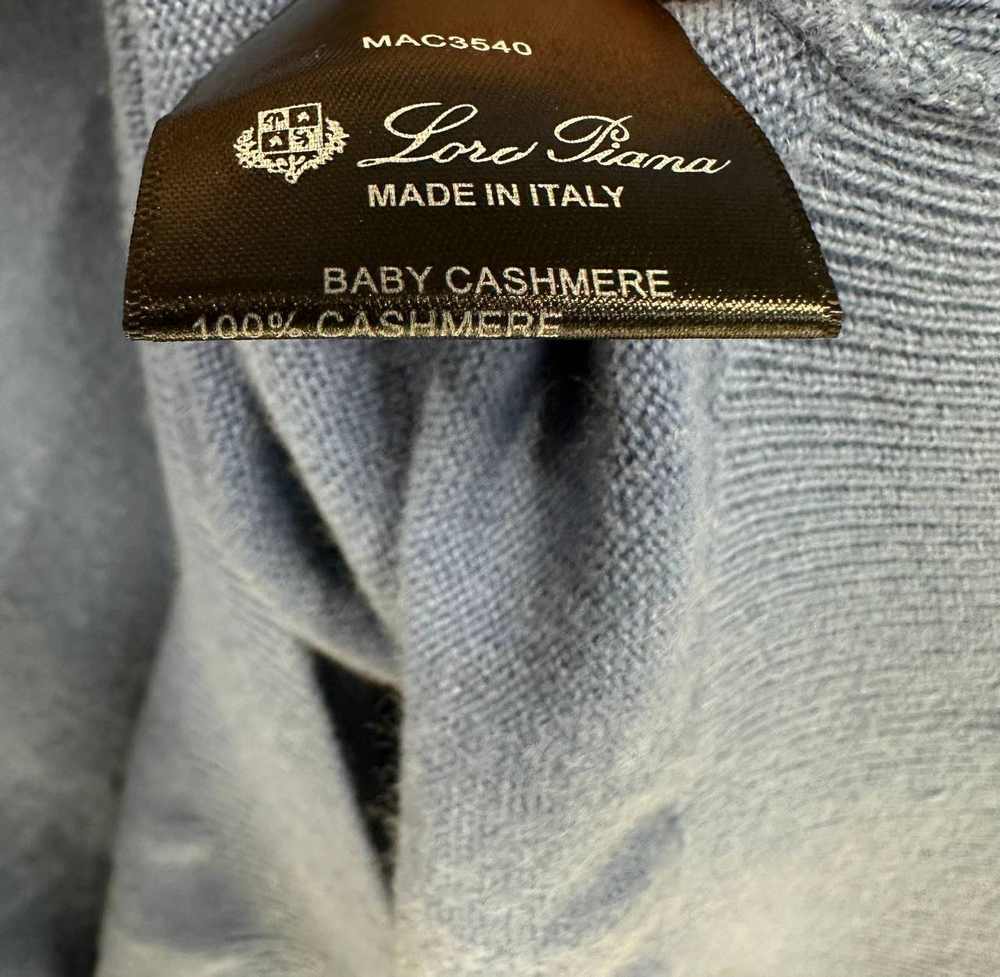 MAC3540
Loro Piana
MADE IN ITALY
BABY CASHMERE
100% CASHMERE